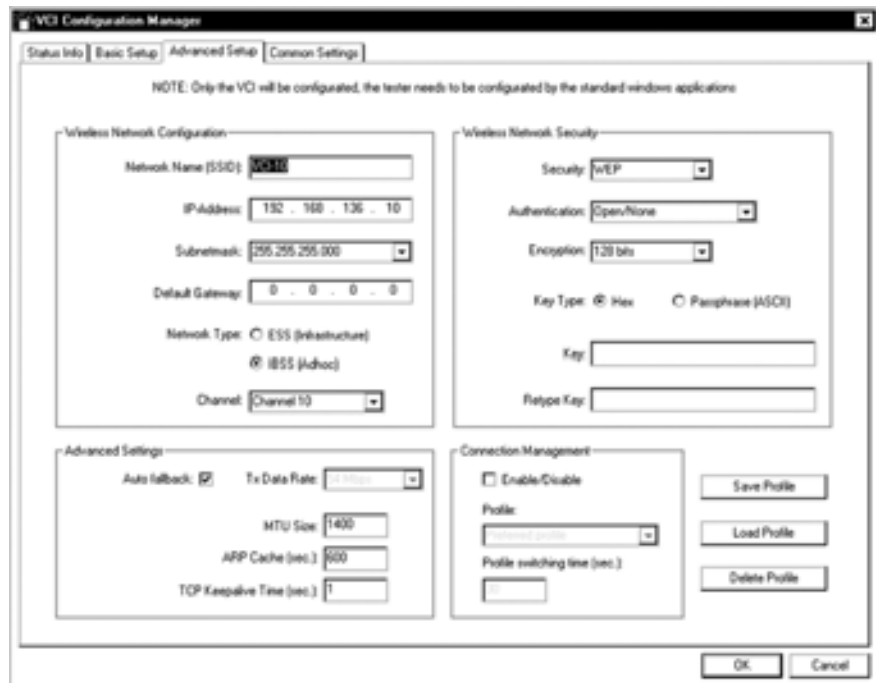 VCI Configuration Manager
Status Info Basic Setup Advanced Setup Common Settings
NOTE: Only the VCI will be configurated, the tester needs to be configurated by the standard windows applications
Wireless Network Configuration
Network Name (SSID): VCI-10
IP-Address: 192 . 168 . 136 . 10
Subnetmask: 255.255.255.000
Default Gateway: 0 . 0 . 0 . 0
Network Type: ESS (Infrastructure)
IBSS (Adhoc)
Channel: Channel 10
Wireless Network Security
Security: WEP
Authentication: Open/None
Encryption: 128 bits
Key Type: Hex Passphrase (ASCII)
Key:
Retype Key:
Advanced Settings
Auto fallback: Tx Data Rate: 54 Mbps
MTU Size: 1400
ARP Cache (sec.): 600
TCP Keepalive Time (sec.): 1
Connection Management
Enable/Disable
Profile:
Preferred profile
Profile switching time (sec.):
Save Profile
Load Profile
Delete Profile
OK Cancel